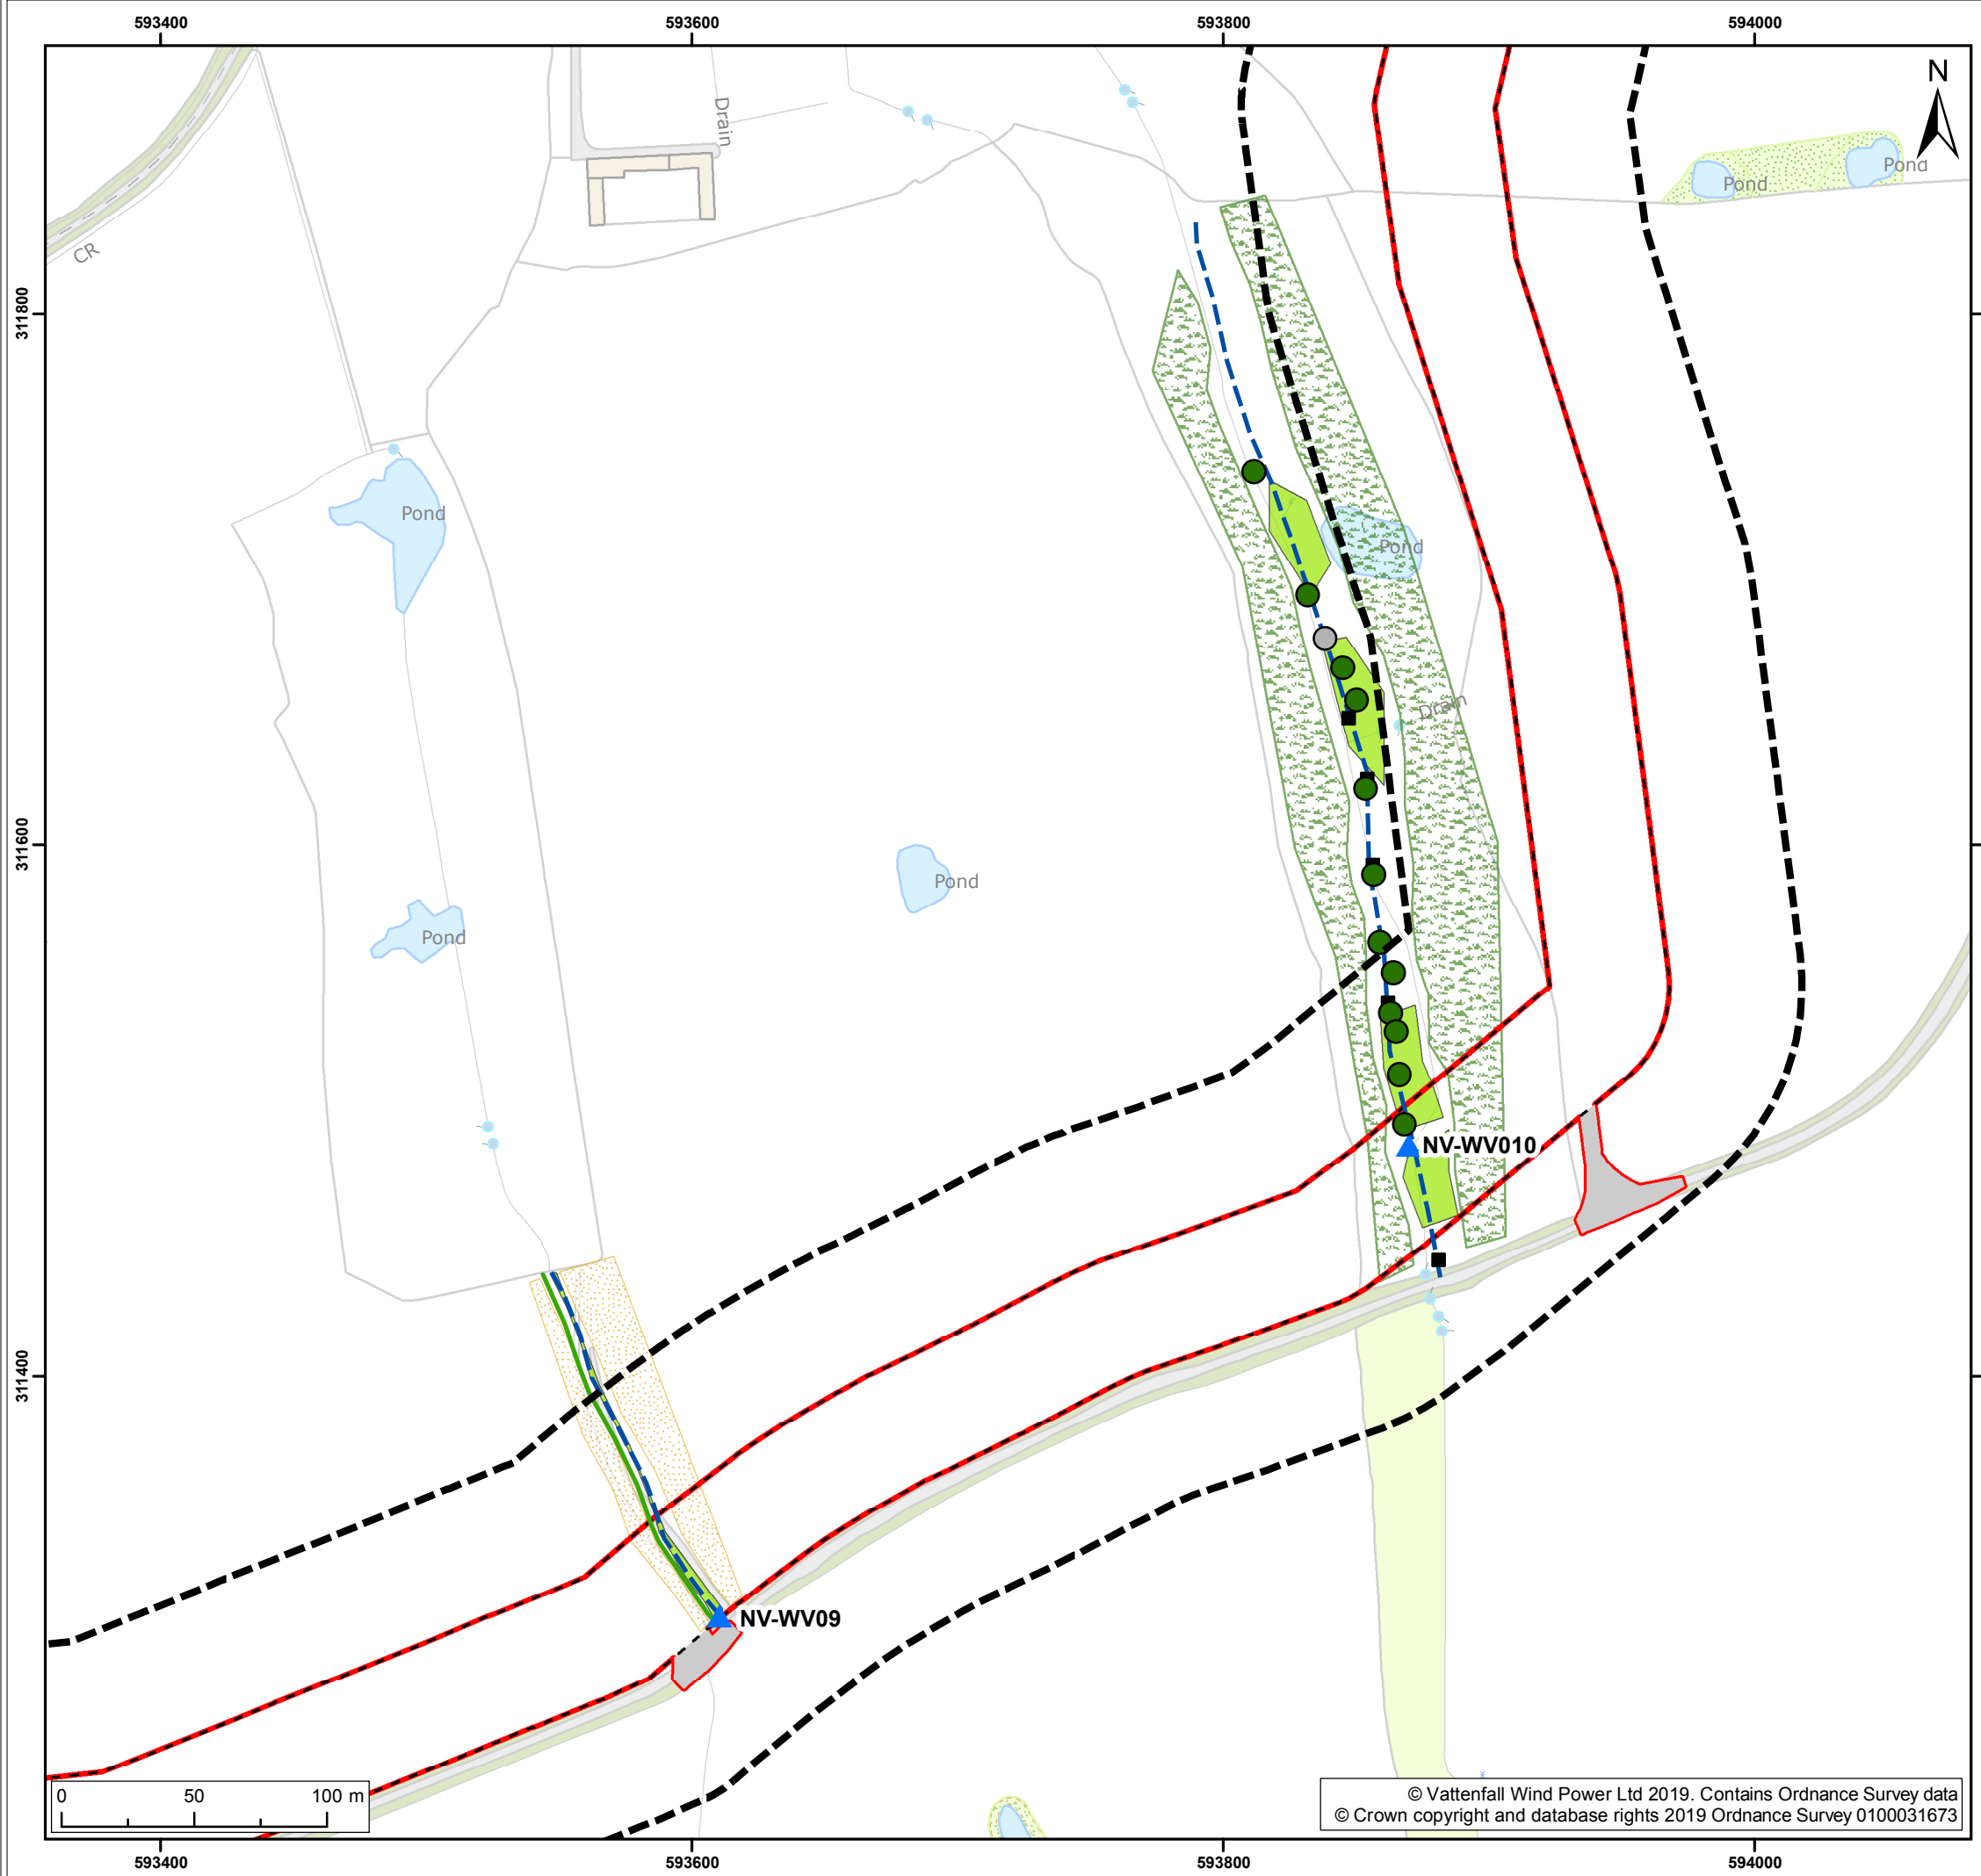 593400 593600 593800 594000
N
Drain
Pond
Pond
CR
311800
Pond
Pond
Drain
311600
Pond
Pond
NV-WV010
311400
NV-WV09
0 50 100 m
© Vattenfall Wind Power Ltd 2019. Contains Ordnance Survey data
© Crown copyright and database rights 2019 Ordnance Survey 0100031673
593400 593600 593800 594000